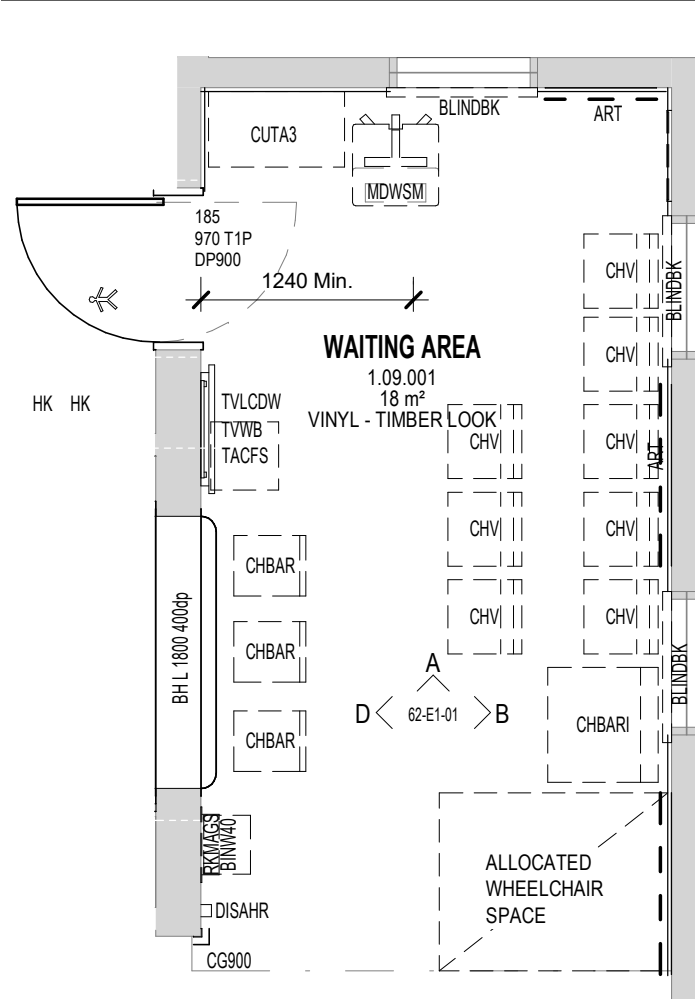 BLINDBK
ART
CUTA3
MDWSM
185
970 T1P
DP900
1240 Min.
CHV
BLINDBK
WAITING AREA
1.09.001
18 m²
VINYL - TIMBER LOOK
CHV
HK HK
TVLCDW
TVWB
TACFS
CHV
CHV
ART
CHV
CHV
CHBAR
BH L 1800 400dp
CHV
CHV
CHBAR
A
D
62-E1-01
B
BLINDBK
CHBARI
CHBAR
RKMAGS
BINW40
ALLOCATED
WHEELCHAIR
SPACE
DISAHR
CG900